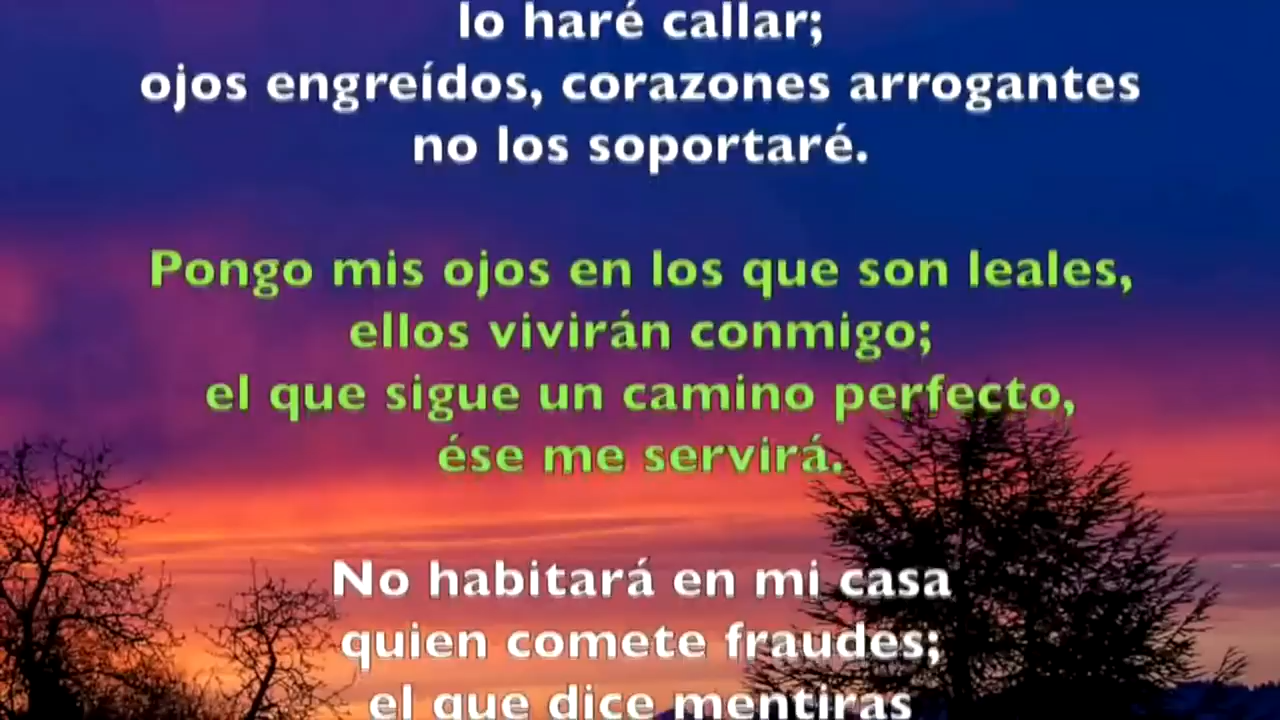 lo haré callar;
ojos engreídos, corazones arrogantes
no los soportaré.
Pongo mis ojos en los que son leales,
ellos vivirán conmigo;
el que sigue un camino perfecto,
ése me servirá.
No habitará en mi casa
quien comete fraudes;
el que dice mentiras